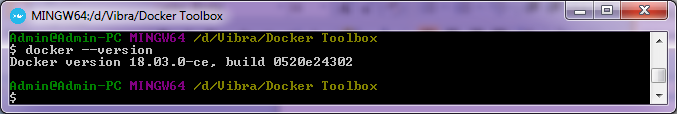 MINGW64:/d/Vibra/Docker Toolbox
Admin@Admin-PC MINGW64 /d/Vibra/Docker Toolbox
$ docker --version
Docker version 18.03.0-ce, build 0520e24302
Admin@Admin-PC MINGW64 /d/Vibra/Docker Toolbox
$